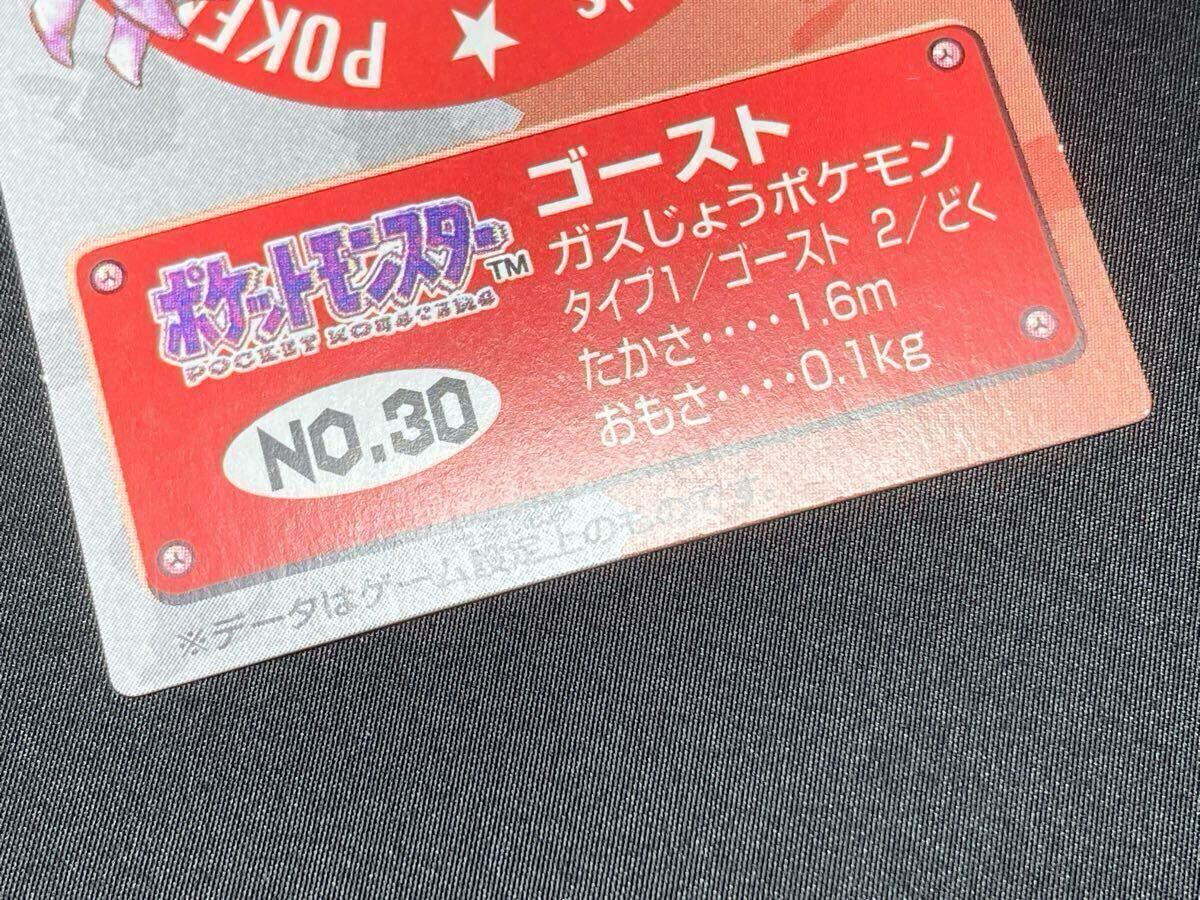 POKÉ
ポケットモンスター™
POCKET MONSTERS
NO.30
ゴースト
ガスじょうポケモン
タイプ1/ゴースト 2/どく
たかさ‥‥1.6m
おもさ‥‥0.1kg
※データはゲーム設定上のものです。